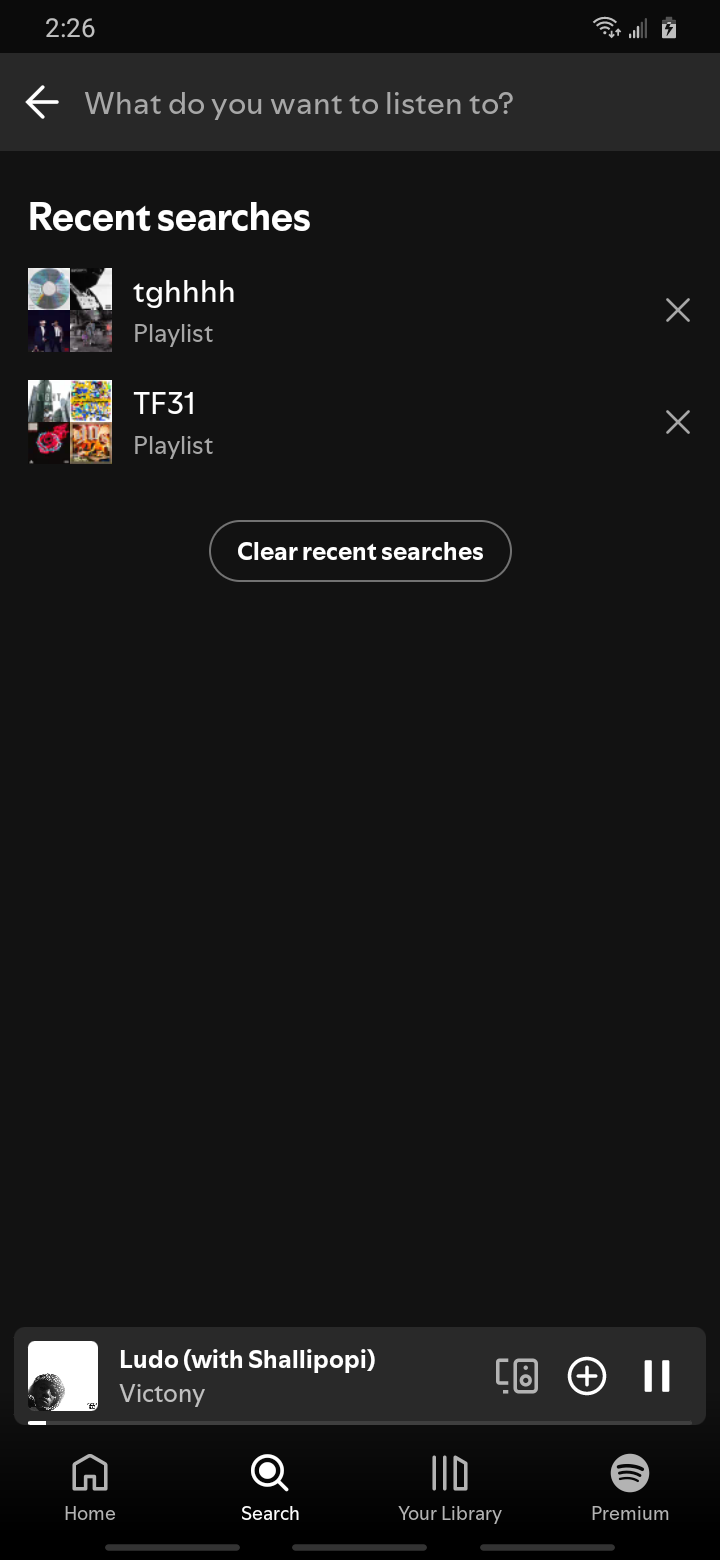 2:26
What do you want to listen to?
Recent searches
tghhhh
Playlist
TF31
Playlist
Clear recent searches
Ludo (with Shallipopi)
Victony
Home
Search
Your Library
Premium